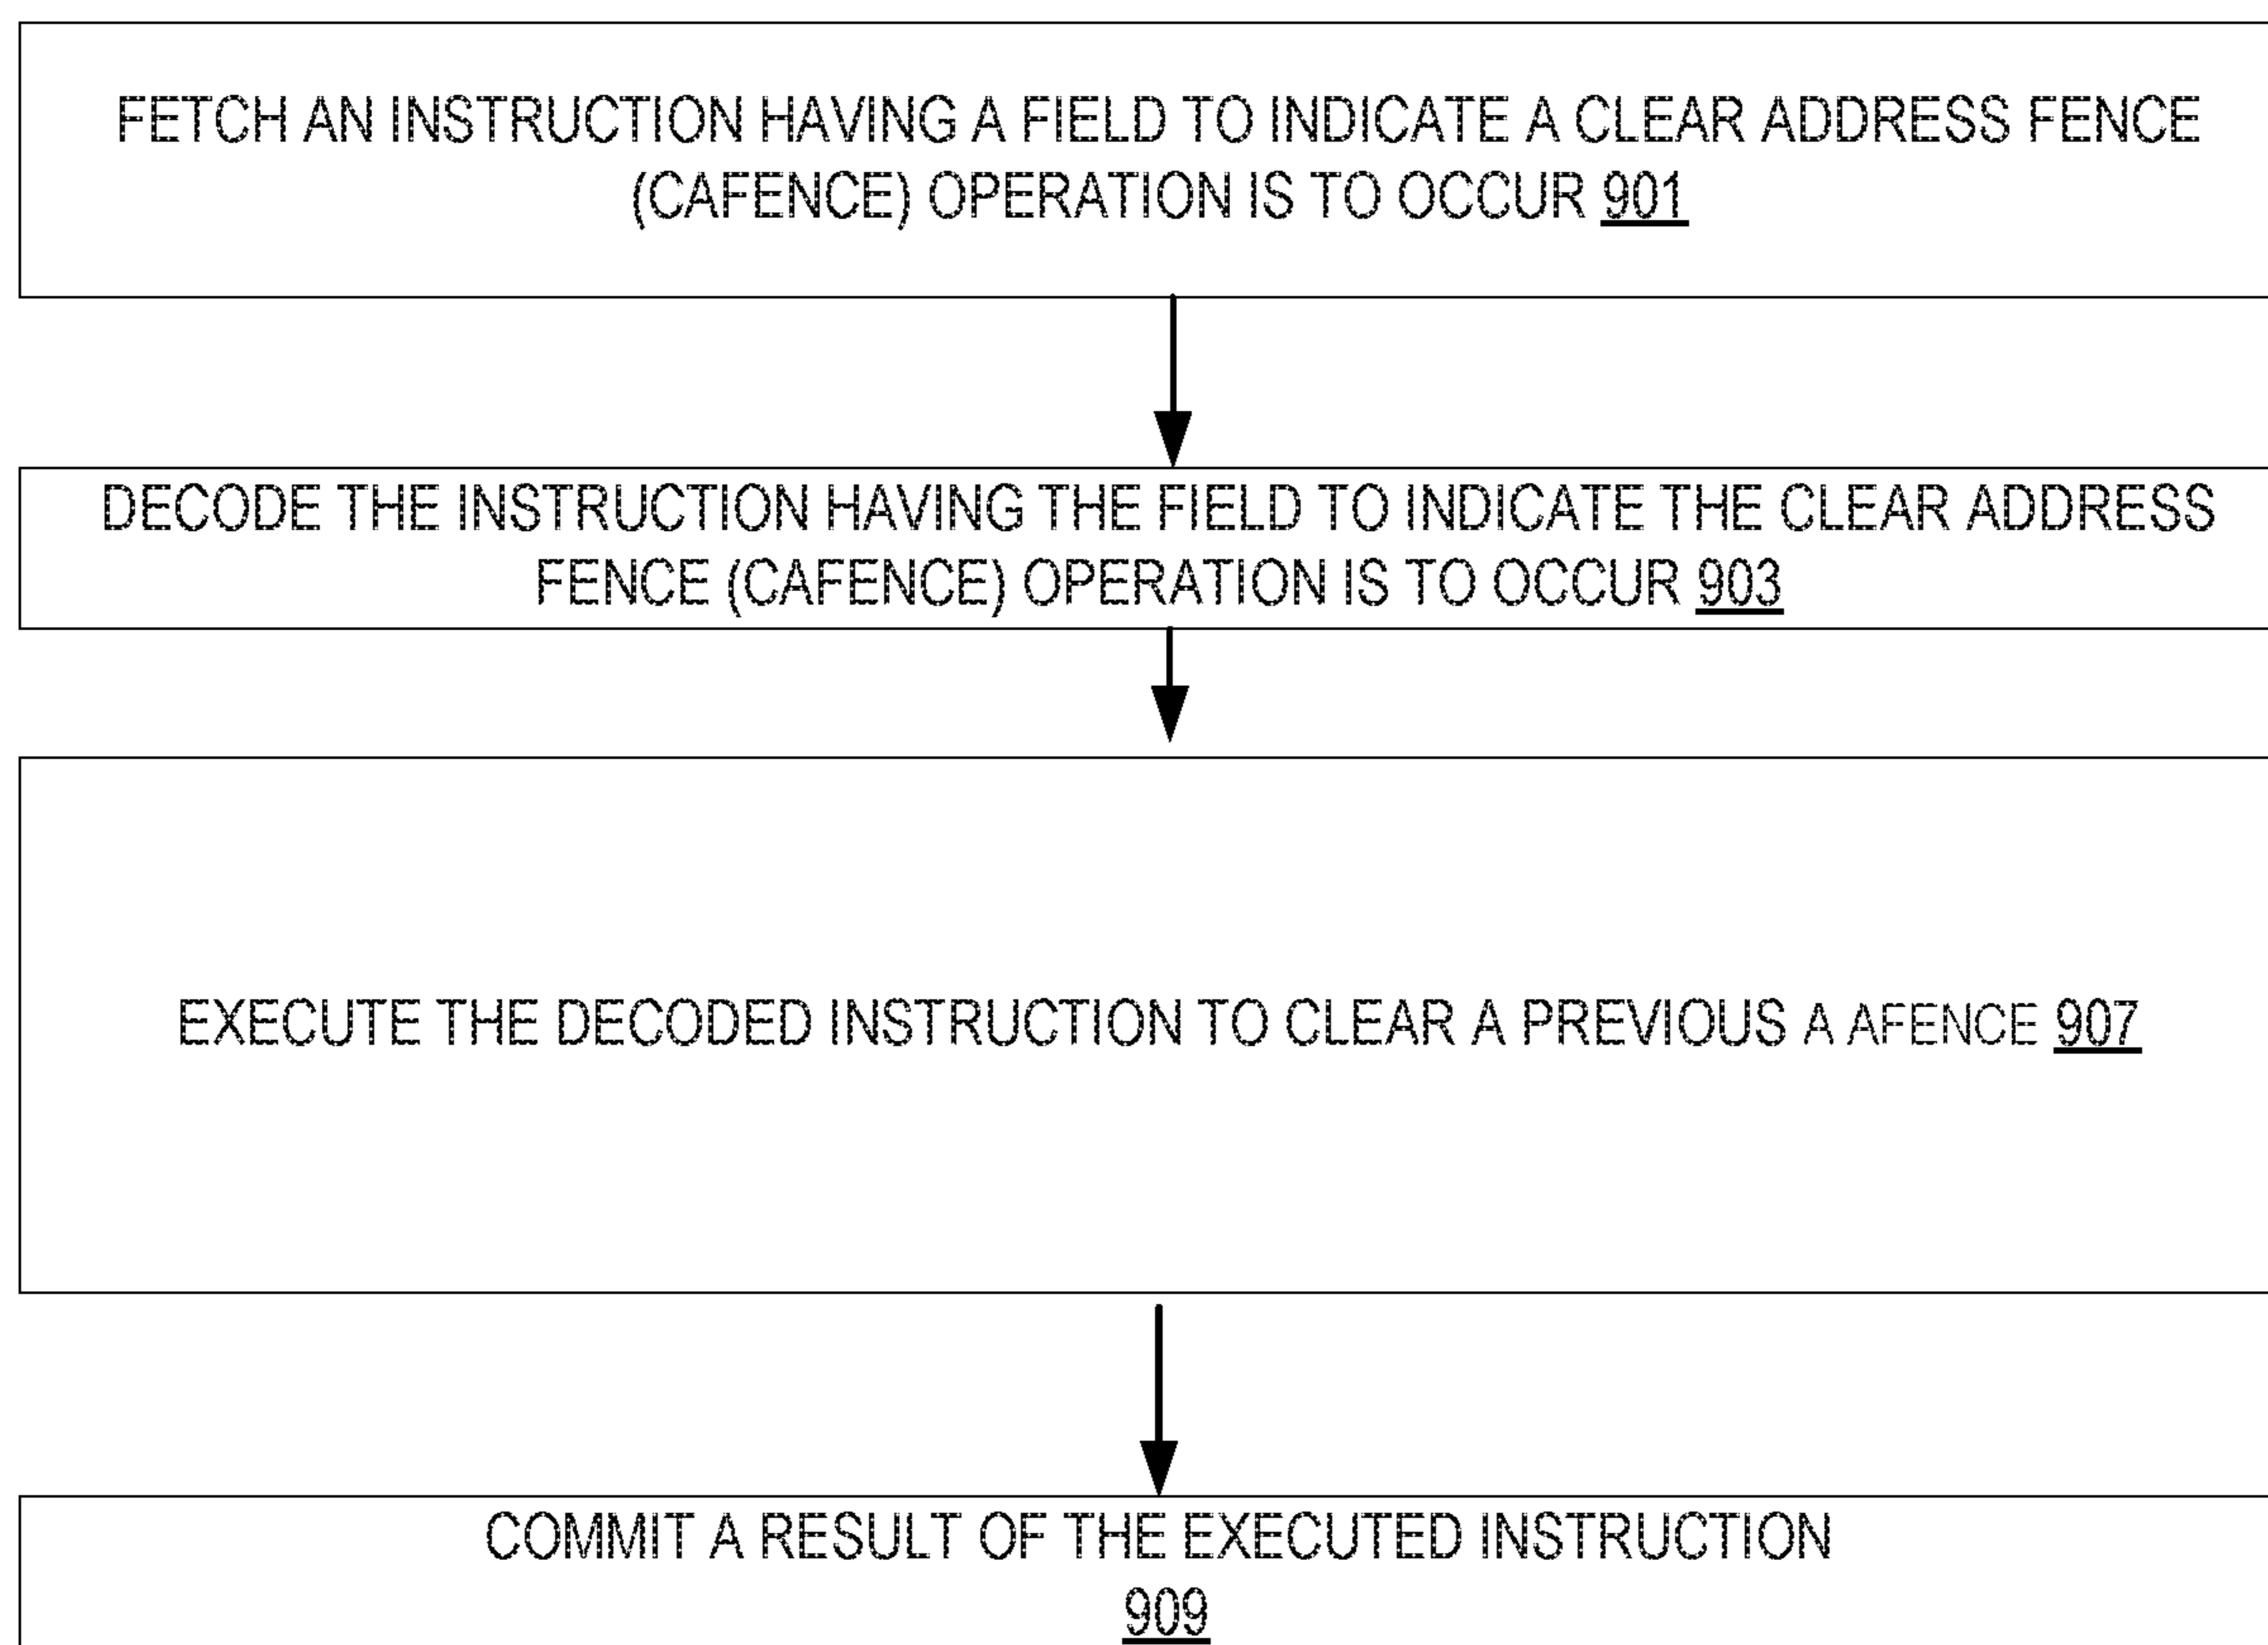 FETCH AN INSTRUCTION HAVING A FIELD TO INDICATE A CLEAR ADDRESS FENCE
(CAFENCE) OPERATION IS TO OCCUR 901
DECODE THE INSTRUCTION HAVING THE FIELD TO INDICATE THE CLEAR ADDRESS
FENCE (CAFENCE) OPERATION IS TO OCCUR 903
EXECUTE THE DECODED INSTRUCTION TO CLEAR A PREVIOUS A AFENCE 907
COMMIT A RESULT OF THE EXECUTED INSTRUCTION
909